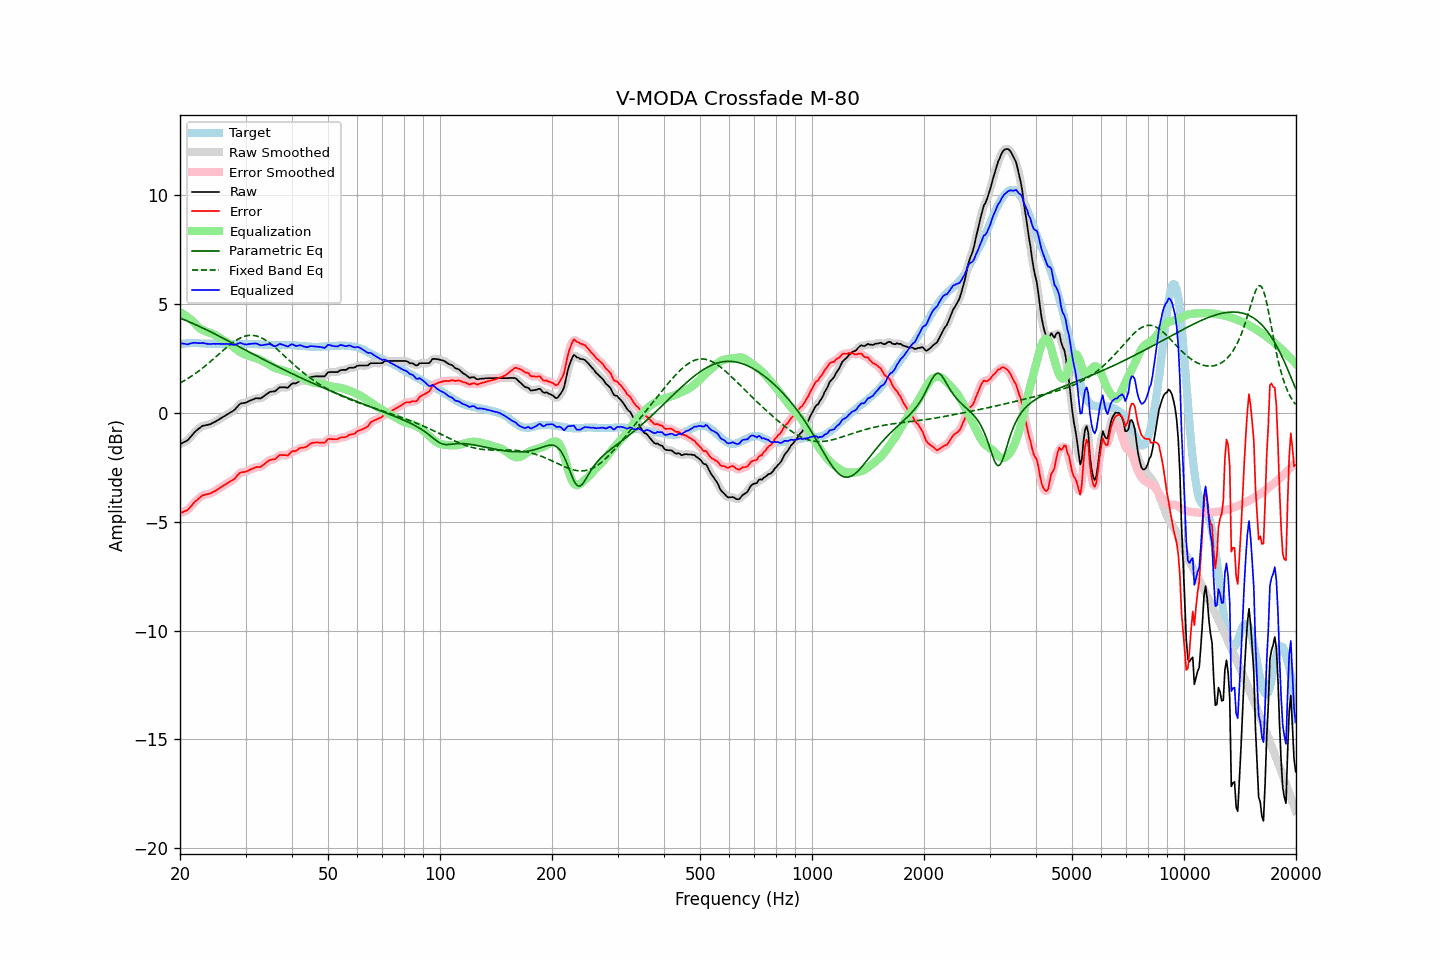 V-MODA Crossfade M-80
Target
Raw Smoothed
Error Smoothed
Raw
Error
Equalization
Parametric Eq
Fixed Band Eq
Equalized
10
5
0
−5
−10
−15
−20
Amplitude (dBr)
20 50 100 200 500 1000 2000 5000 10000 20000
Frequency (Hz)